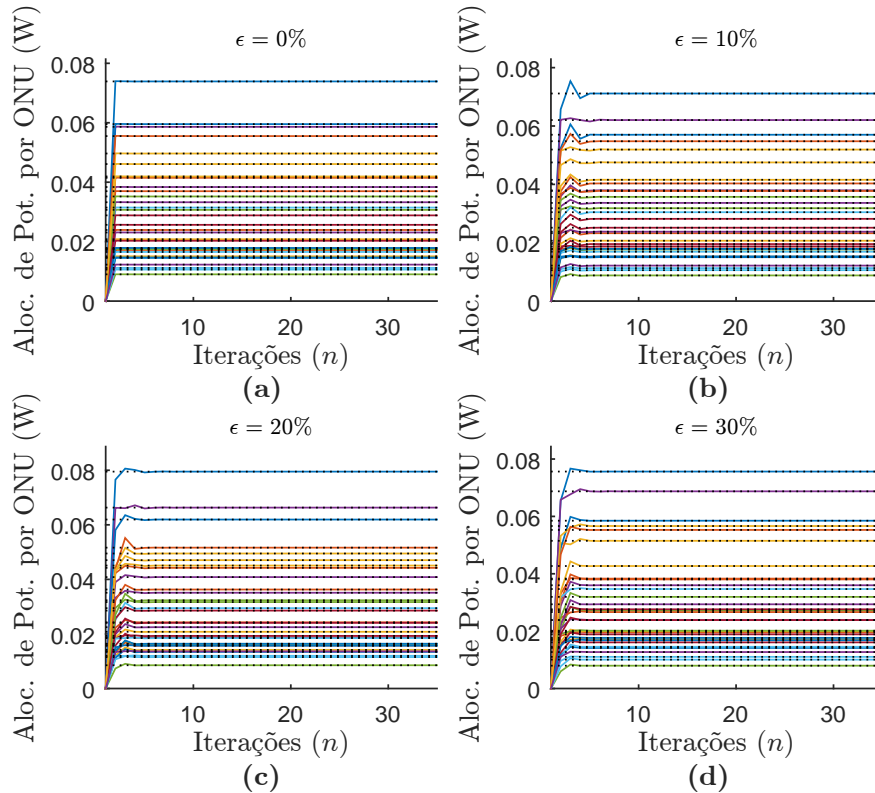 ϵ = 0%
Aloc. de Pot. por ONU (W)
0.08
0.06
0.04
0.02
0
10 20 30
Iterações (n)
(a)
ϵ = 10%
Aloc. de Pot. por ONU (W)
0.08
0.06
0.04
0.02
0
10 20 30
Iterações (n)
(b)
ϵ = 20%
Aloc. de Pot. por ONU (W)
0.08
0.06
0.04
0.02
0
10 20 30
Iterações (n)
(c)
ϵ = 30%
Aloc. de Pot. por ONU (W)
0.08
0.06
0.04
0.02
0
10 20 30
Iterações (n)
(d)